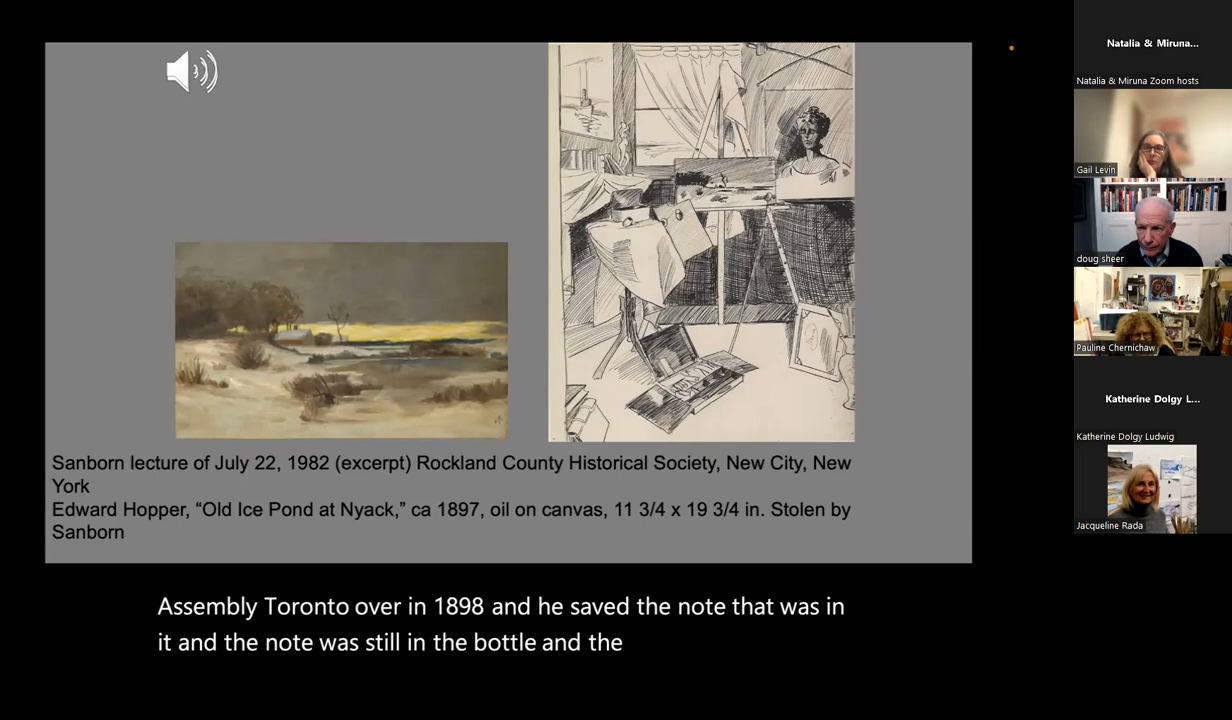 Natalia & Miruna...
Natalia & Miruna Zoom hosts
Gail Levin
doug sheer
Pauline Chernichaw
Katherine Dolgy L...
Katherine Dolgy Ludwig
Jacqueline Rada
Sanborn lecture of July 22, 1982 (excerpt) Rockland County Historical Society, New City, New
York
Edward Hopper, “Old Ice Pond at Nyack,” ca 1897, oil on canvas, 11 3/4 x 19 3/4 in. Stolen by
Sanborn
Assembly Toronto over in 1898 and he saved the note that was in
it and the note was still in the bottle and the